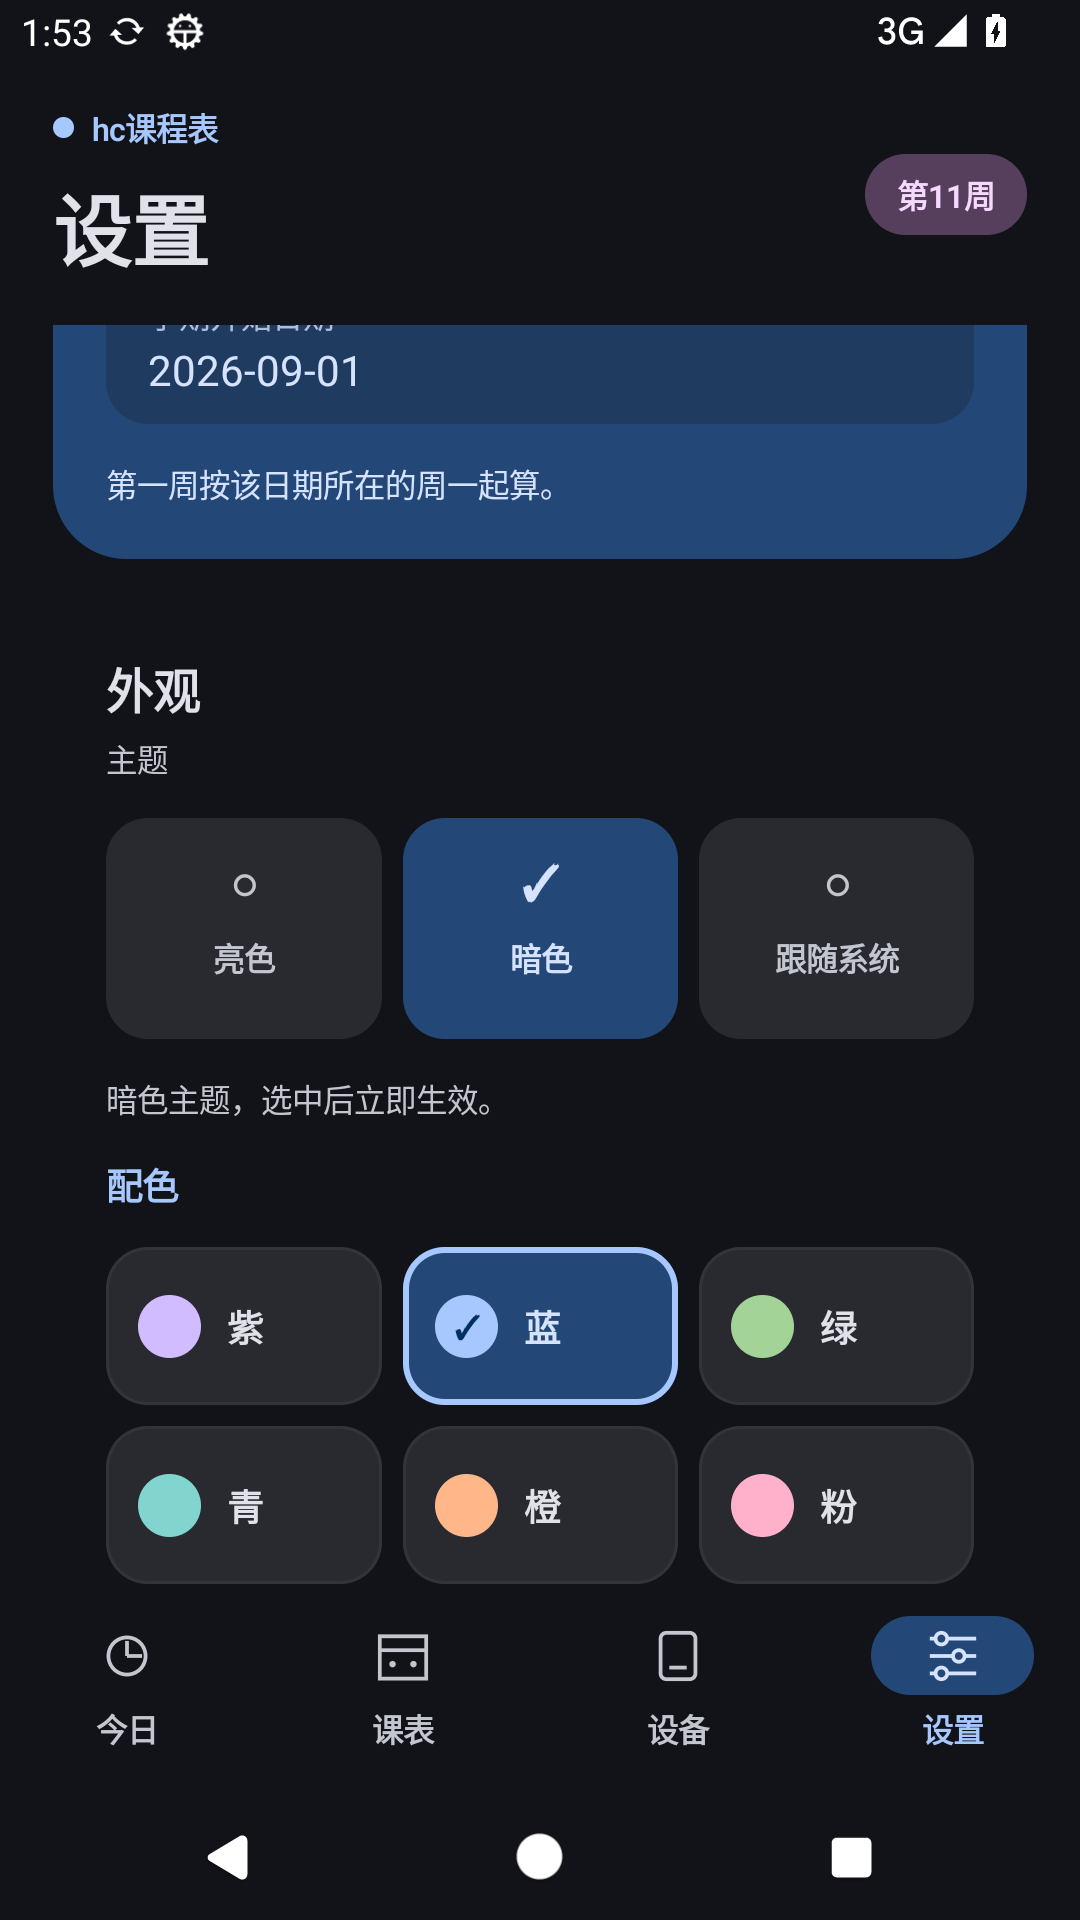 1:53
3G
hc课程表
设置
第11周
2026-09-01
第一周按该日期所在的周一起算。
外观
主题
亮色
暗色
跟随系统
暗色主题，选中后立即生效。
配色
紫
蓝
绿
青
橙
粉
今日
课表
设备
设置